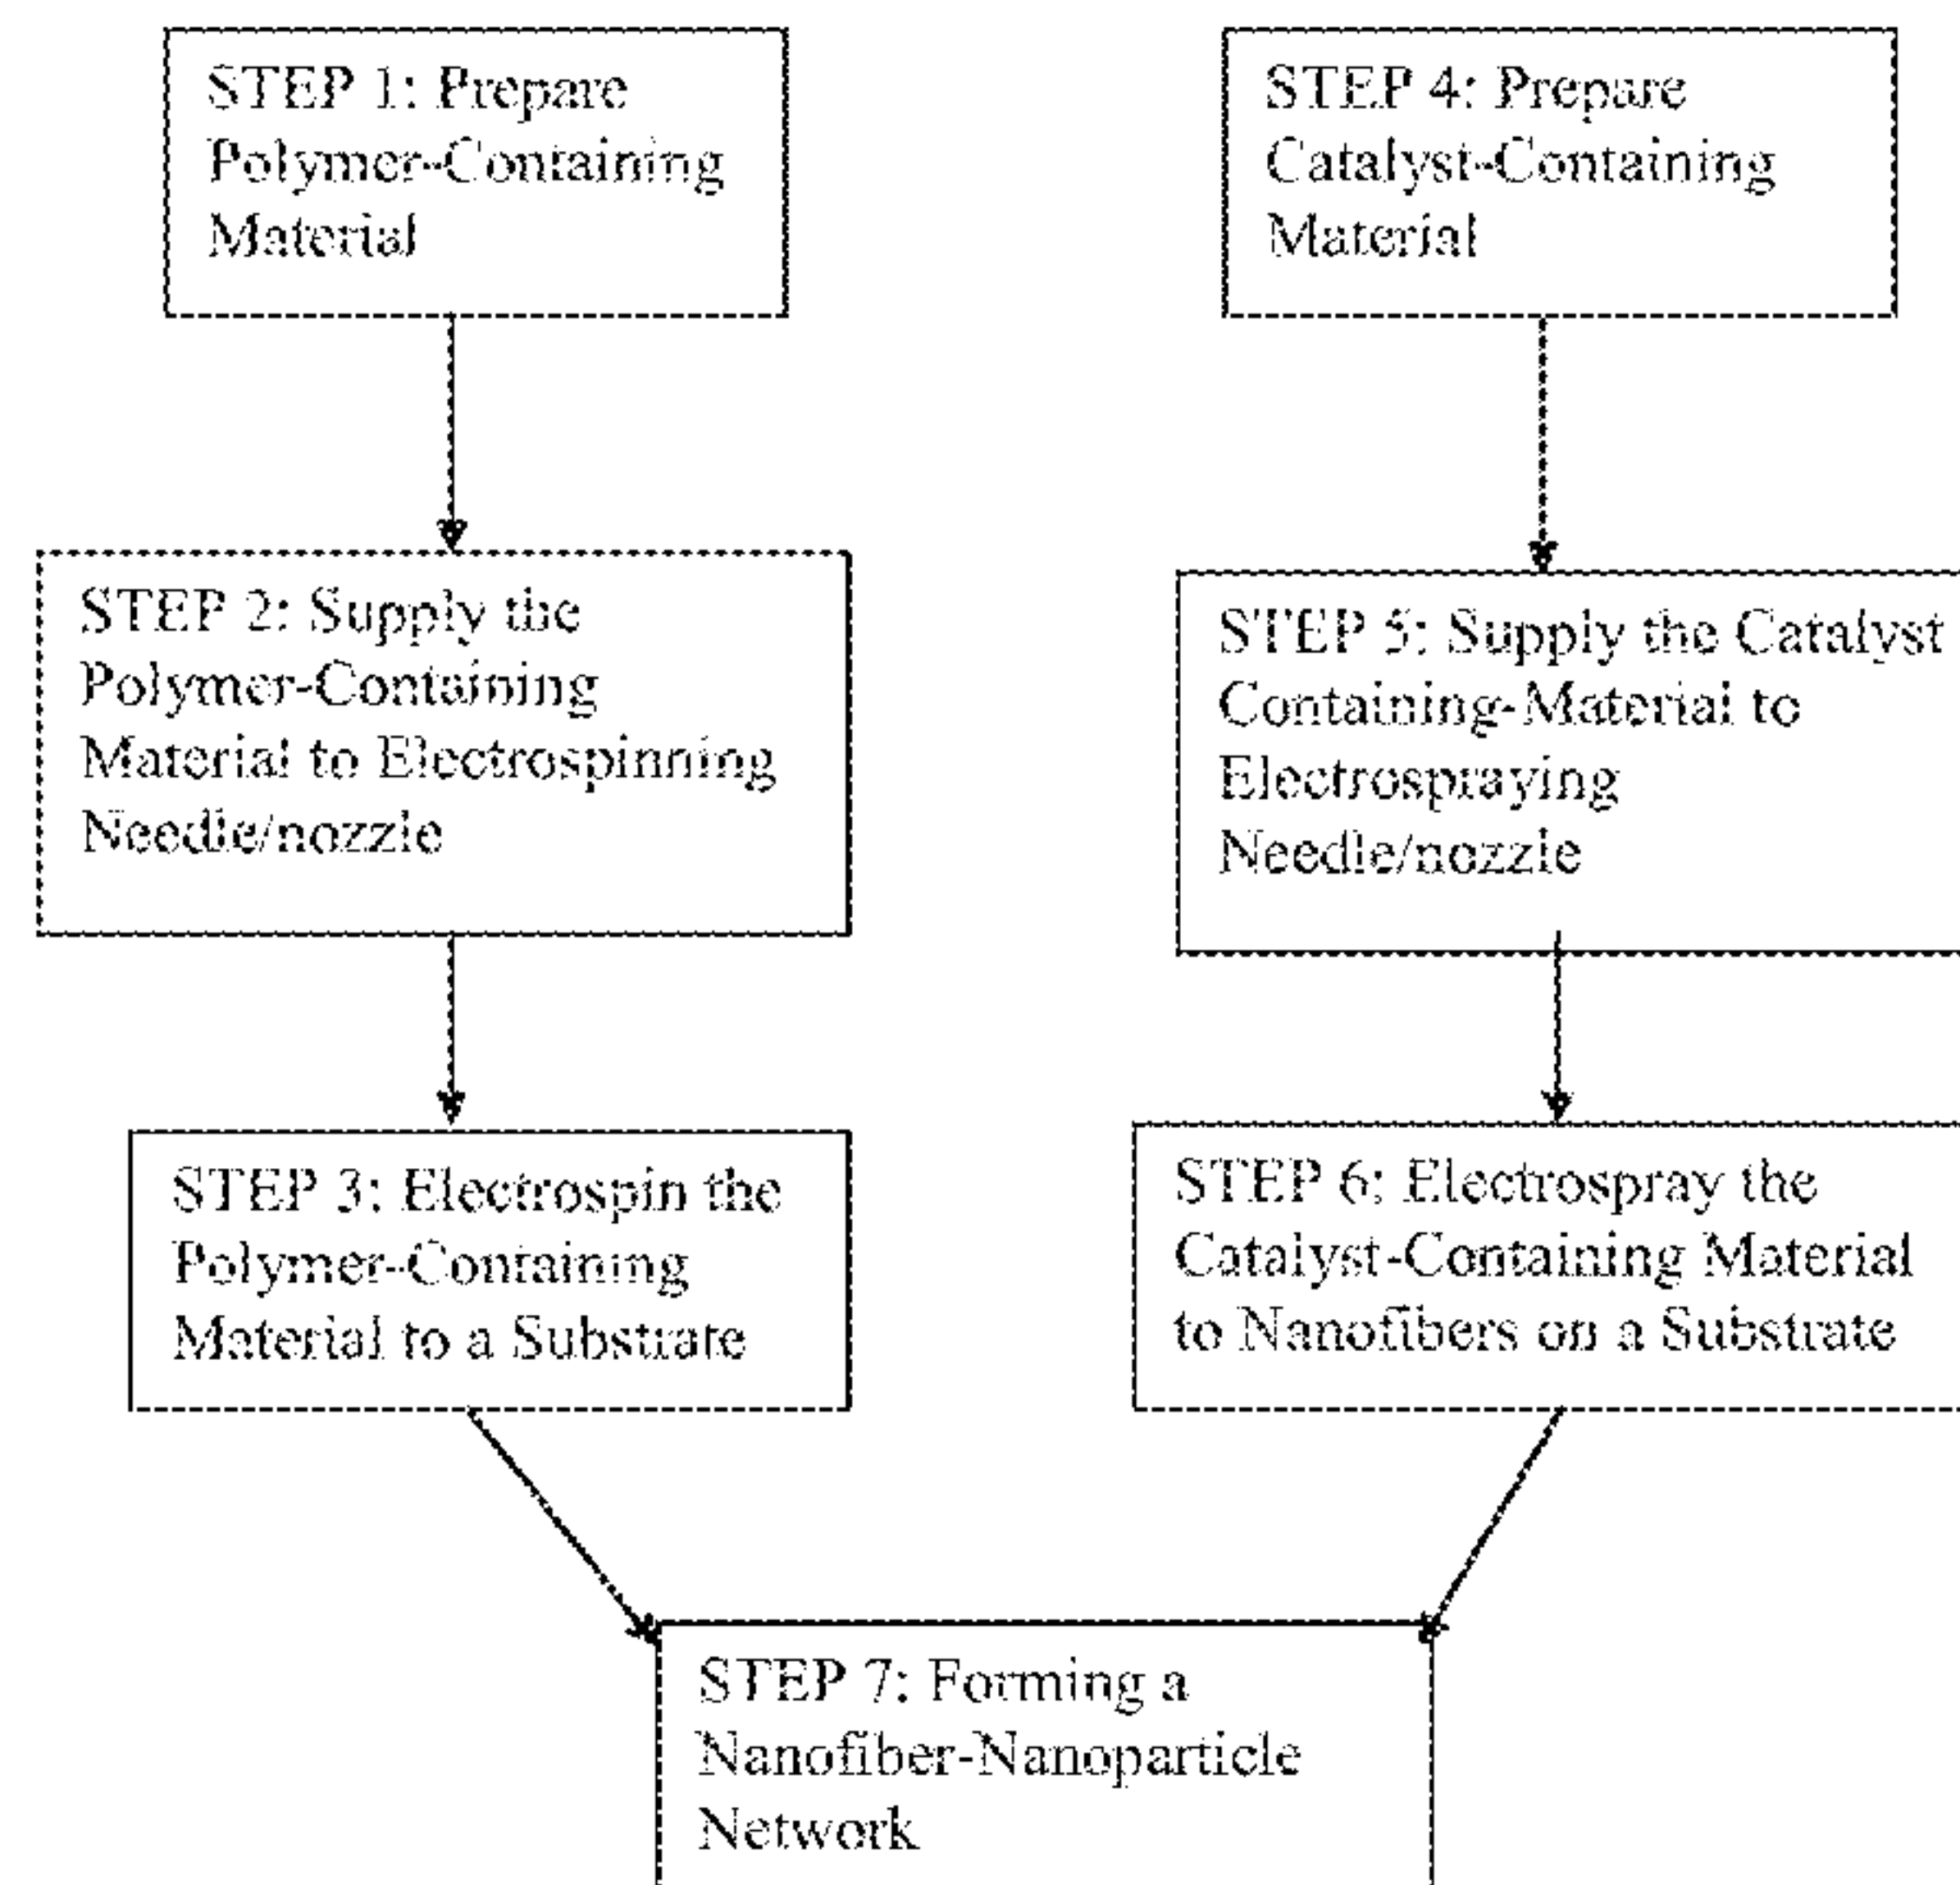 STEP 1: Prepare
Polymer-Containing
Material
STEP 4: Prepare
Catalyst-Containing
Material
STEP 2: Supply the
Polymer-Containing
Material to Electrospinning
Needle/nozzle
STEP 5: Supply the Catalyst
Containing-Material to
Electrospraying
Needle/nozzle
STEP 3: Electrospin the
Polymer-Containing
Material to a Substrate
STEP 6: Electrospray the
Catalyst-Containing Material
to Nanofibers on a Substrate
STEP 7: Forming a
Nanofiber-Nanoparticle
Network